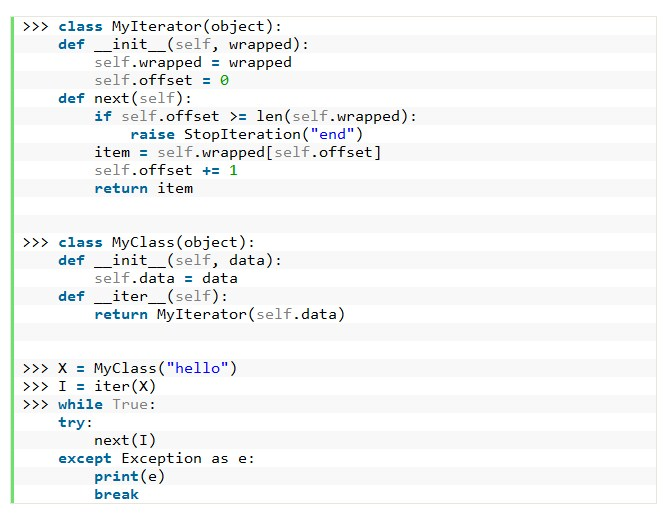 >>> class MyIterator(object):
    def __init__(self, wrapped):
        self.wrapped = wrapped
        self.offset = 0
    def next(self):
        if self.offset >= len(self.wrapped):
            raise StopIteration("end")
        item = self.wrapped[self.offset]
        self.offset += 1
        return item
>>> class MyClass(object):
    def __init__(self, data):
        self.data = data
    def __iter__(self):
        return MyIterator(self.data)
>>> X = MyClass("hello")
>>> I = iter(X)
>>> while True:
    try:
        next(I)
    except Exception as e:
        print(e)
        break